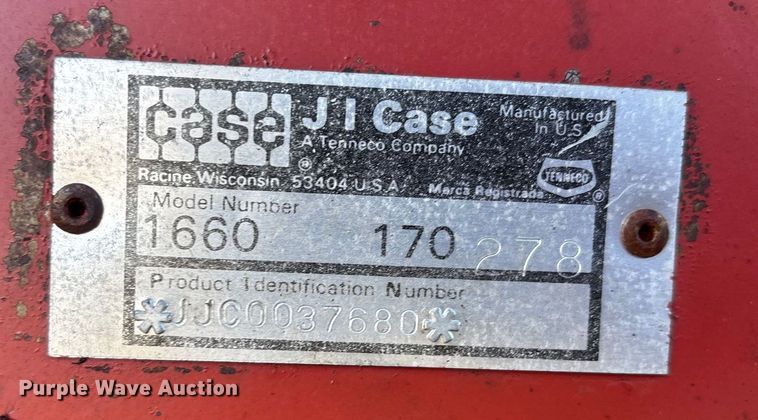 case J I Case
A Tenneco Company
Manufactured
In U.S.A.
Racine, Wisconsin 53404 U.S.A.
Marca Registrada
TENNECO
Model Number
1660 170 278
Product Identification Number
*JJC0037680*
Purple Wave Auction